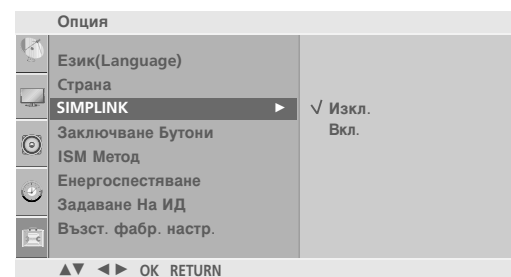 Опция
Език(Language)
Страна
SIMPLINK ► √ Изкл.
Заключване Бутони Вкл.
ISM Метод
Енергоспестяване
Задаване На ИД
Възст. фабр. настр.
▲▼ ◄► OK RETURN